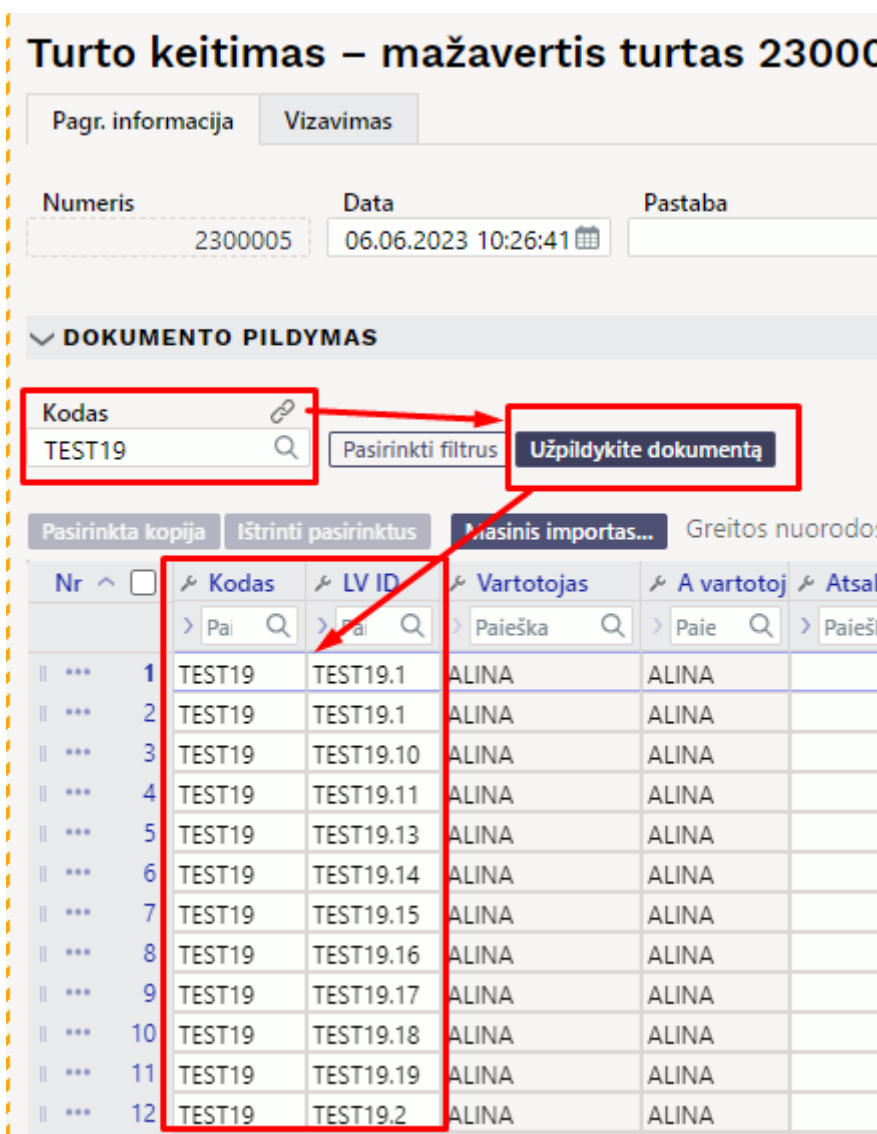 Turto keitimas – mažavertis turtas 2300
Pagr. informacija Vizavimas
Numeris Data Pastaba
2300005 06.06.2023 10:26:41
DOKUMENTO PILDYMAS
Kodas
TEST19 Pasirinkti filtrus Užpildykite dokumentą
Pasirinkta kopija Ištrinti pasirinktus Masinis importas... Greitos nuorodos
Nr Kodas LV ID Vartotojas A vartotoj Atsal
Pai Pai Paieška Paie Paiešk
1 TEST19 TEST19.1 ALINA ALINA
2 TEST19 TEST19.1 ALINA ALINA
3 TEST19 TEST19.10 ALINA ALINA
4 TEST19 TEST19.11 ALINA ALINA
5 TEST19 TEST19.13 ALINA ALINA
6 TEST19 TEST19.14 ALINA ALINA
7 TEST19 TEST19.15 ALINA ALINA
8 TEST19 TEST19.16 ALINA ALINA
9 TEST19 TEST19.17 ALINA ALINA
10 TEST19 TEST19.18 ALINA ALINA
11 TEST19 TEST19.19 ALINA ALINA
12 TEST19 TEST19.2 ALINA ALINA